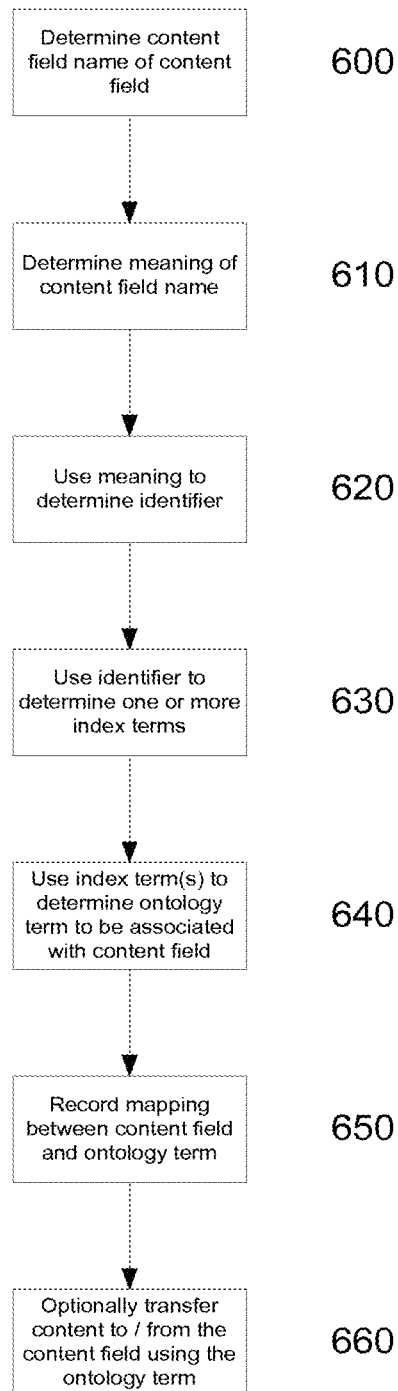 Determine content
field name of content
field
600
Determine meaning of
content field name
610
Use meaning to
determine identifier
620
Use identifier to
determine one or more
index terms
630
Use index term(s) to
determine ontology
term to be associated
with content field
640
Record mapping
between content field
and ontology term
650
Optionally transfer
content to / from the
content field using the
ontology term
660